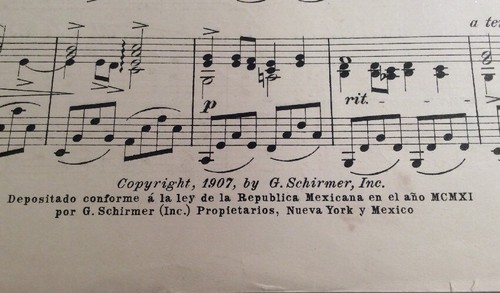 a te
p
rit.
Copyright, 1907, by G. Schirmer, Inc.
Depositado conforme á la ley de la Republica Mexicana en el año MCMXI
por G. Schirmer (Inc.) Propietarios, Nueva York y Mexico